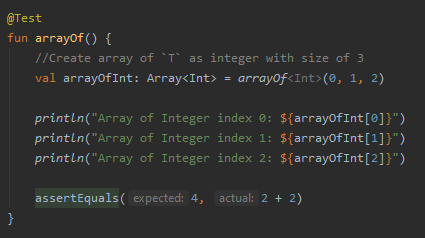 @Test
fun arrayOf() {
//Create array of `T` as integer with size of 3
val arrayOfInt: Array<Int> = arrayOf<Int>(0, 1, 2)
println("Array of Integer index 0: ${arrayOfInt[0]}")
println("Array of Integer index 1: ${arrayOfInt[1]}")
println("Array of Integer index 2: ${arrayOfInt[2]}")
assertEquals( expected: 4, actual: 2 + 2)
}